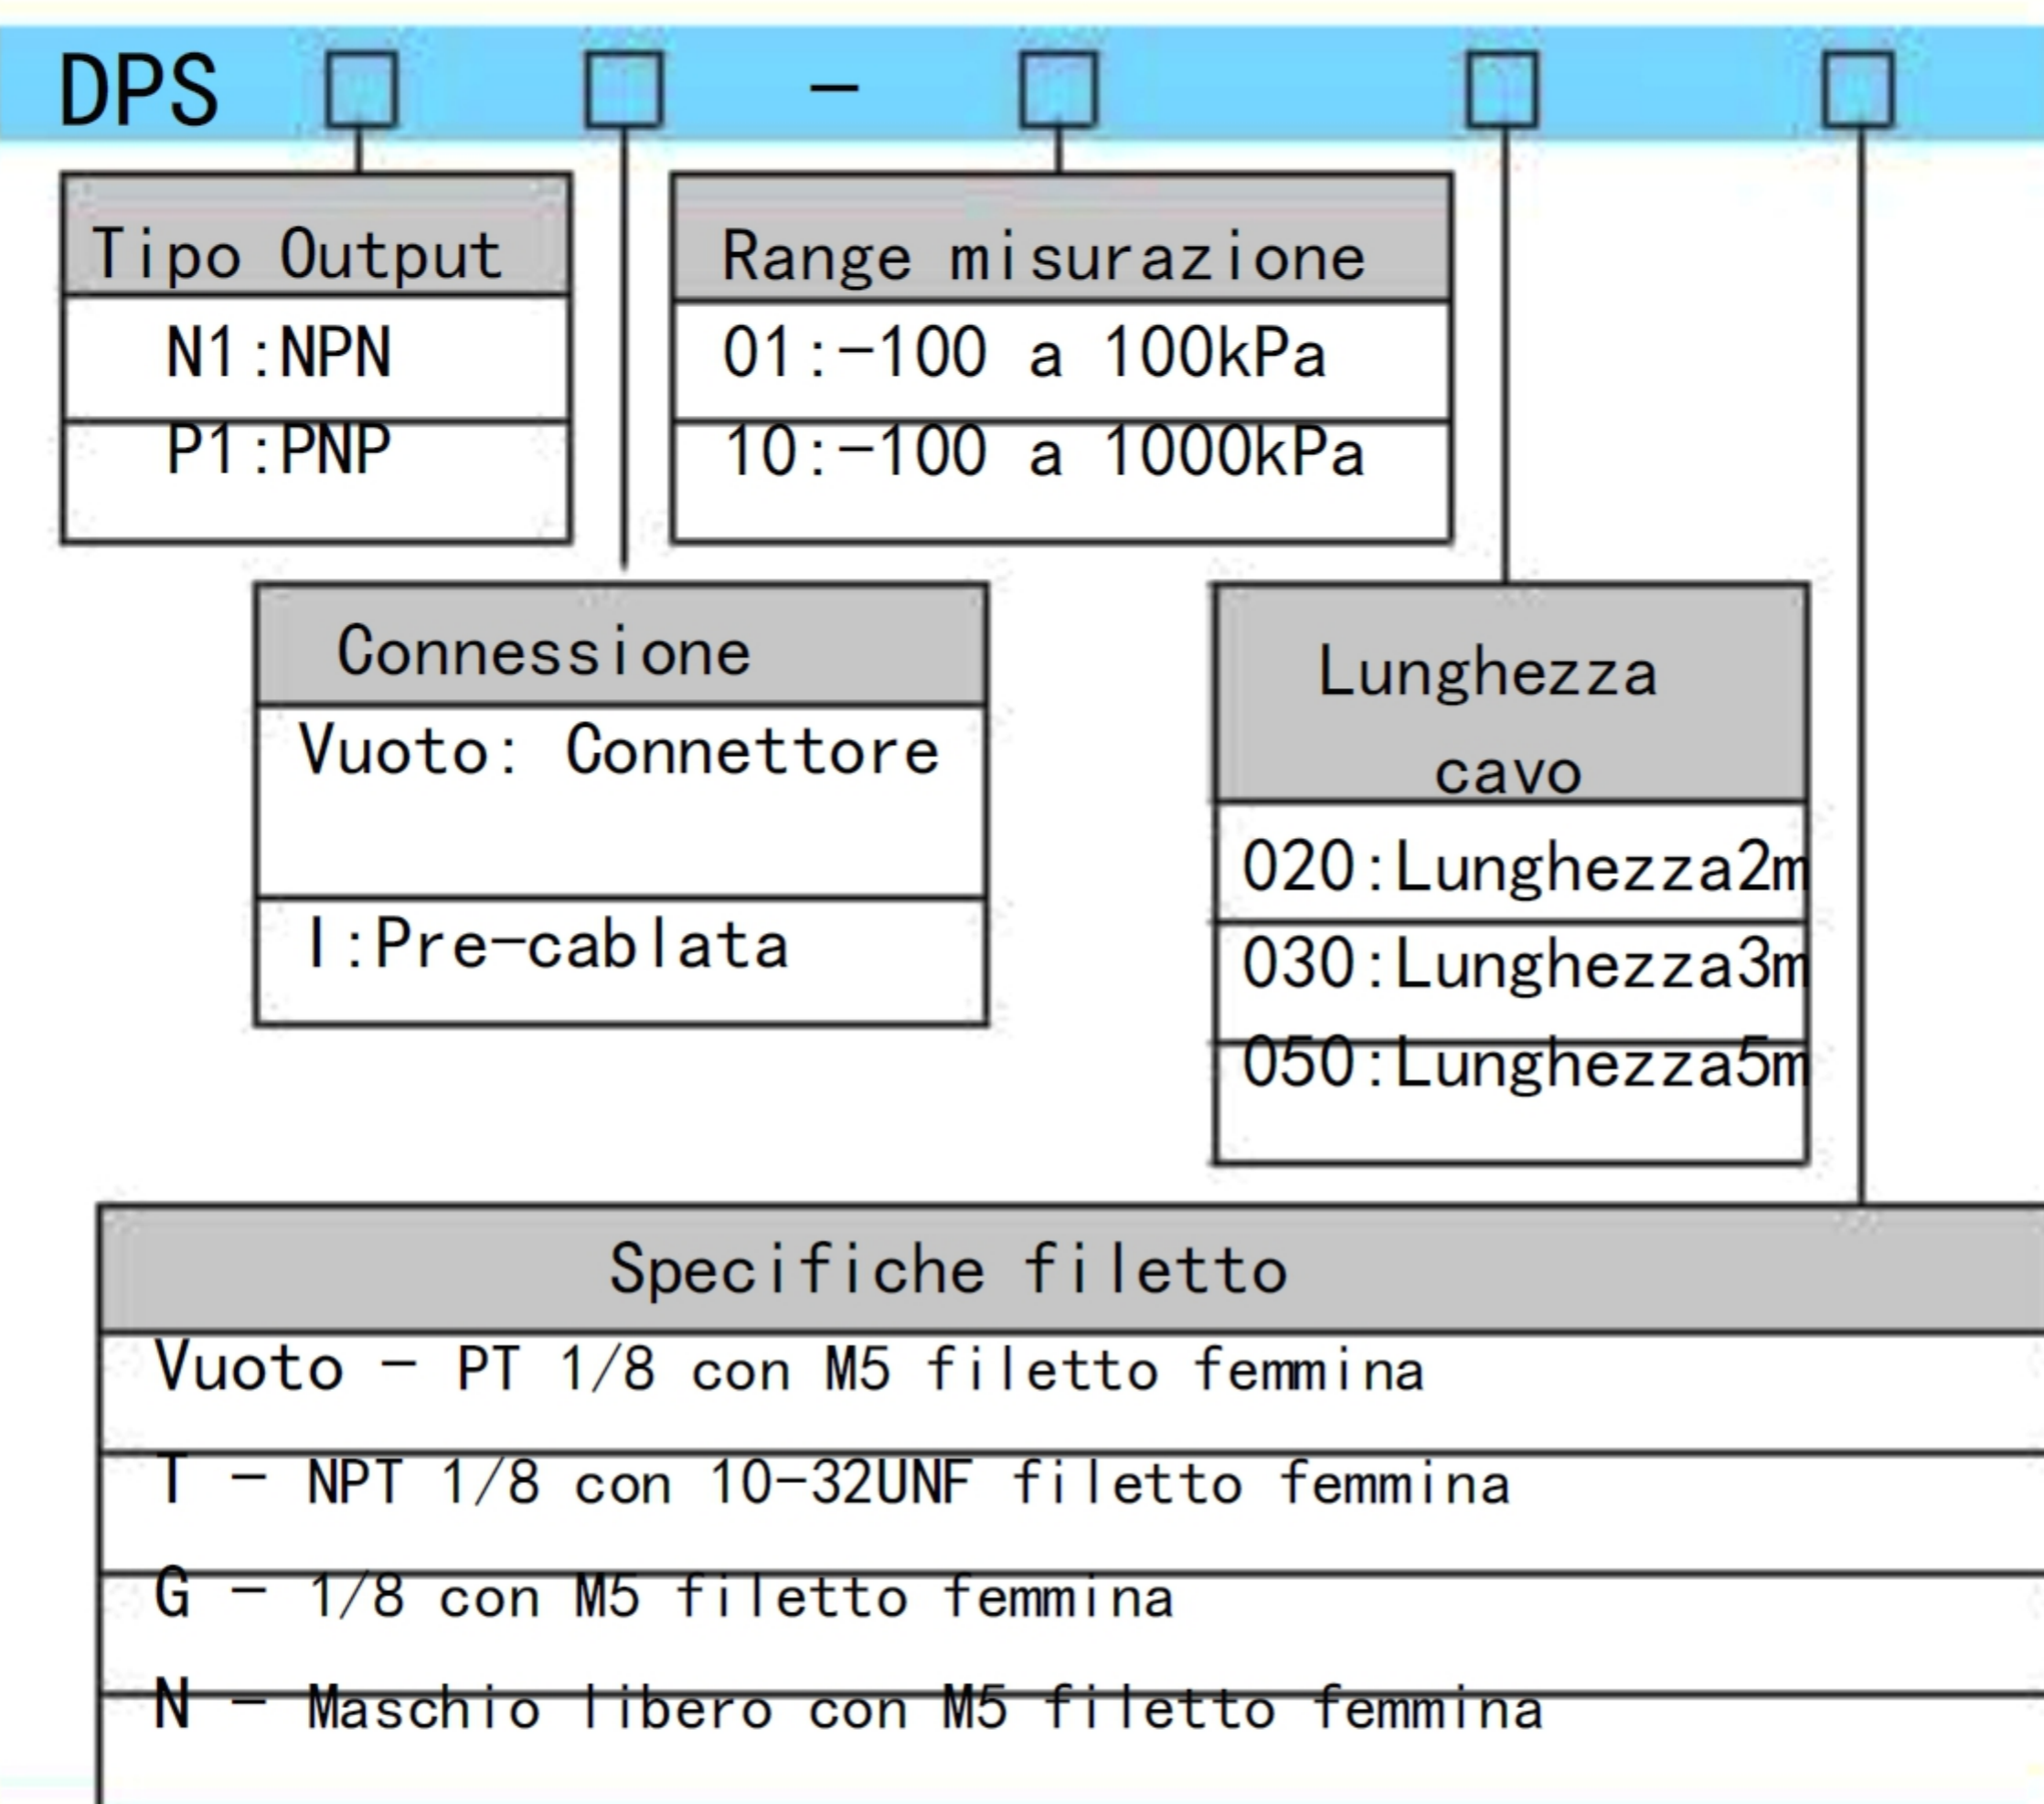 DPS □ □ - □ □ □
Tipo Output
N1:NPN
P1:PNP
Range misurazione
01:-100 a 100kPa
10:-100 a 1000kPa
Connessione
Vuoto: Connettore
I:Pre-cablata
Lunghezza
cavo
020:Lunghezza2m
030:Lunghezza3m
050:Lunghezza5m
Specifiche filetto
Vuoto - PT 1/8 con M5 filetto femmina
T - NPT 1/8 con 10-32UNF filetto femmina
G - 1/8 con M5 filetto femmina
N - Maschio libero con M5 filetto femmina